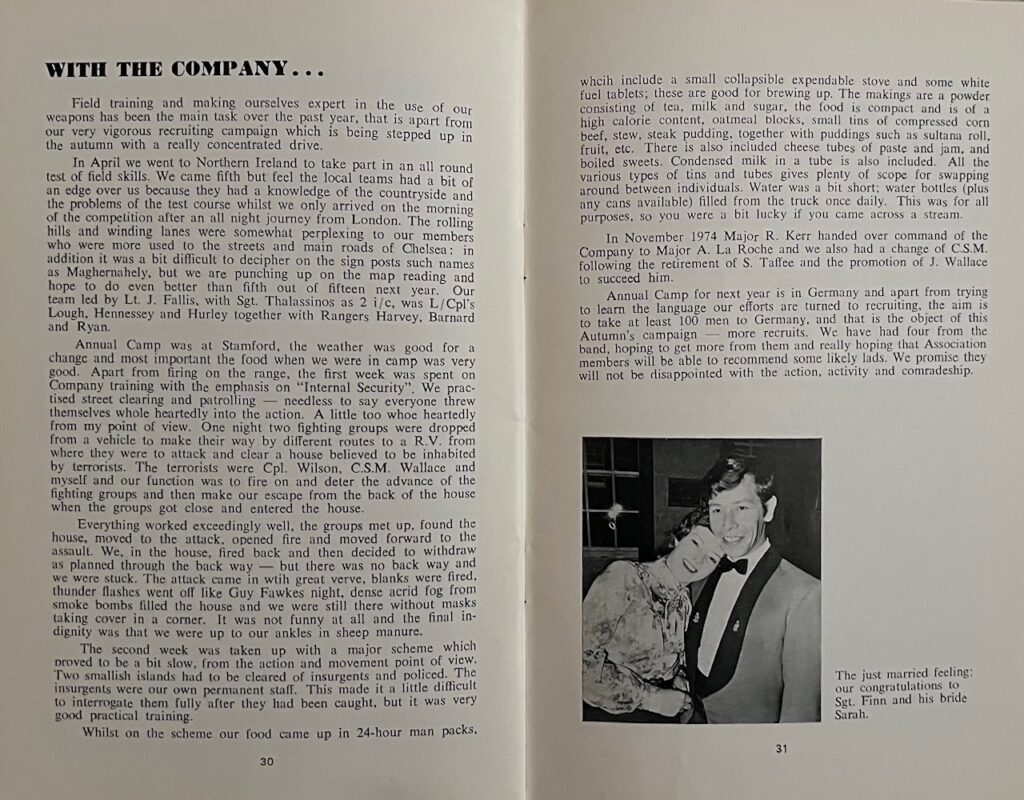 WITH THE COMPANY...
Field training and making ourselves expert in the use of our
weapons has been the main task over the past year, that is apart from
our very vigorous recruiting campaign which is being stepped up in
the autumn with a really concentrated drive.
In April we went to Northern Ireland to take part in an all round
test of field skills. We came fifth but feel the local teams had a bit of
an edge over us because they had a knowledge of the countryside and
the problems of the test course whilst we only arrived on the morning
of the competition after an all night journey from London. The rolling
hills and winding lanes were somewhat perplexing to our members
who were more used to the streets and main roads of Chelsea: in
addition it was a bit difficult to decipher on the sign posts such names
as Maghernahely, but we are punching up on the map reading and
hope to do even better than fifth out of fifteen next year. Our
team led by Lt. J. Fallis, with Sgt. Thalassinos as 2 i/c, was L/Cpl's
Lough, Hennessey and Hurley together with Rangers Harvey, Barnard
and Ryan.
Annual Camp was at Stamford, the weather was good for a
change and most important the food when we were in camp was very
good. Apart from firing on the range, the first week was spent on
Company training with the emphasis on "Internal Security". We prac-
tised street clearing and patrolling — needless to say everyone threw
themselves whole heartedly into the action. A little too whoe heartedly
from my point of view. One night two fighting groups were dropped
from a vehicle to make their way by different routes to a R.V. from
where they were to attack and clear a house believed to be inhabited
by terrorists. The terrorists were Cpl. Wilson, C.S.M. Wallace and
myself and our function was to fire on and deter the advance of the
fighting groups and then make our escape from the back of the house
when the groups got close and entered the house.
Everything worked exceedingly well, the groups met up, found the
house, moved to the attack, opened fire and moved forward to the
assault. We, in the house, fired back and then decided to withdraw
as planned through the back way — but there was no back way and
we were stuck. The attack came in wtih great verve, blanks were fired,
thunder flashes went off like Guy Fawkes night, dense acrid fog from
smoke bombs filled the house and we were still there without masks
taking cover in a corner. It was not funny at all and the final in-
dignity was that we were up to our ankles in sheep manure.
The second week was taken up with a major scheme which
proved to be a bit slow, from the action and movement point of view.
Two smallish islands had to be cleared of insurgents and policed. The
insurgents were our own permanent staff. This made it a little difficult
to interrogate them fully after they had been caught, but it was very
good practical training.
Whilst on the scheme our food came up in 24-hour man packs,
30
whcih include a small collapsible expendable stove and some white
fuel tablets; these are good for brewing up. The makings are a powder
consisting of tea, milk and sugar, the food is compact and is of a
high calorie content, oatmeal blocks, small tins of compressed corn
beef, stew, steak pudding, together with puddings such as sultana roll,
fruit, etc. There is also included cheese tubes of paste and jam, and
boiled sweets. Condensed milk in a tube is also included. All the
various types of tins and tubes gives plenty of scope for swapping
around between individuals. Water was a bit short; water bottles (plus
any cans available) filled from the truck once daily. This was for all
purposes, so you were a bit lucky if you came across a stream.
In November 1974 Major R. Kerr handed over command of the
Company to Major A. La Roche and we also had a change of C.S.M.
following the retirement of S. Taffee and the promotion of J. Wallace
to succeed him.
Annual Camp for next year is in Germany and apart from trying
to learn the language our efforts are turned to recruiting, the aim is
to take at least 100 men to Germany, and that is the object of this
Autumn's campaign — more recruits. We have had four from the
band, hoping to get more from them and really hoping that Association
members will be able to recommend some likely lads. We promise they
will not be disappointed with the action, activity and comradeship.
The just married feeling;
our congratulations to
Sgt. Finn and his bride
Sarah.
31